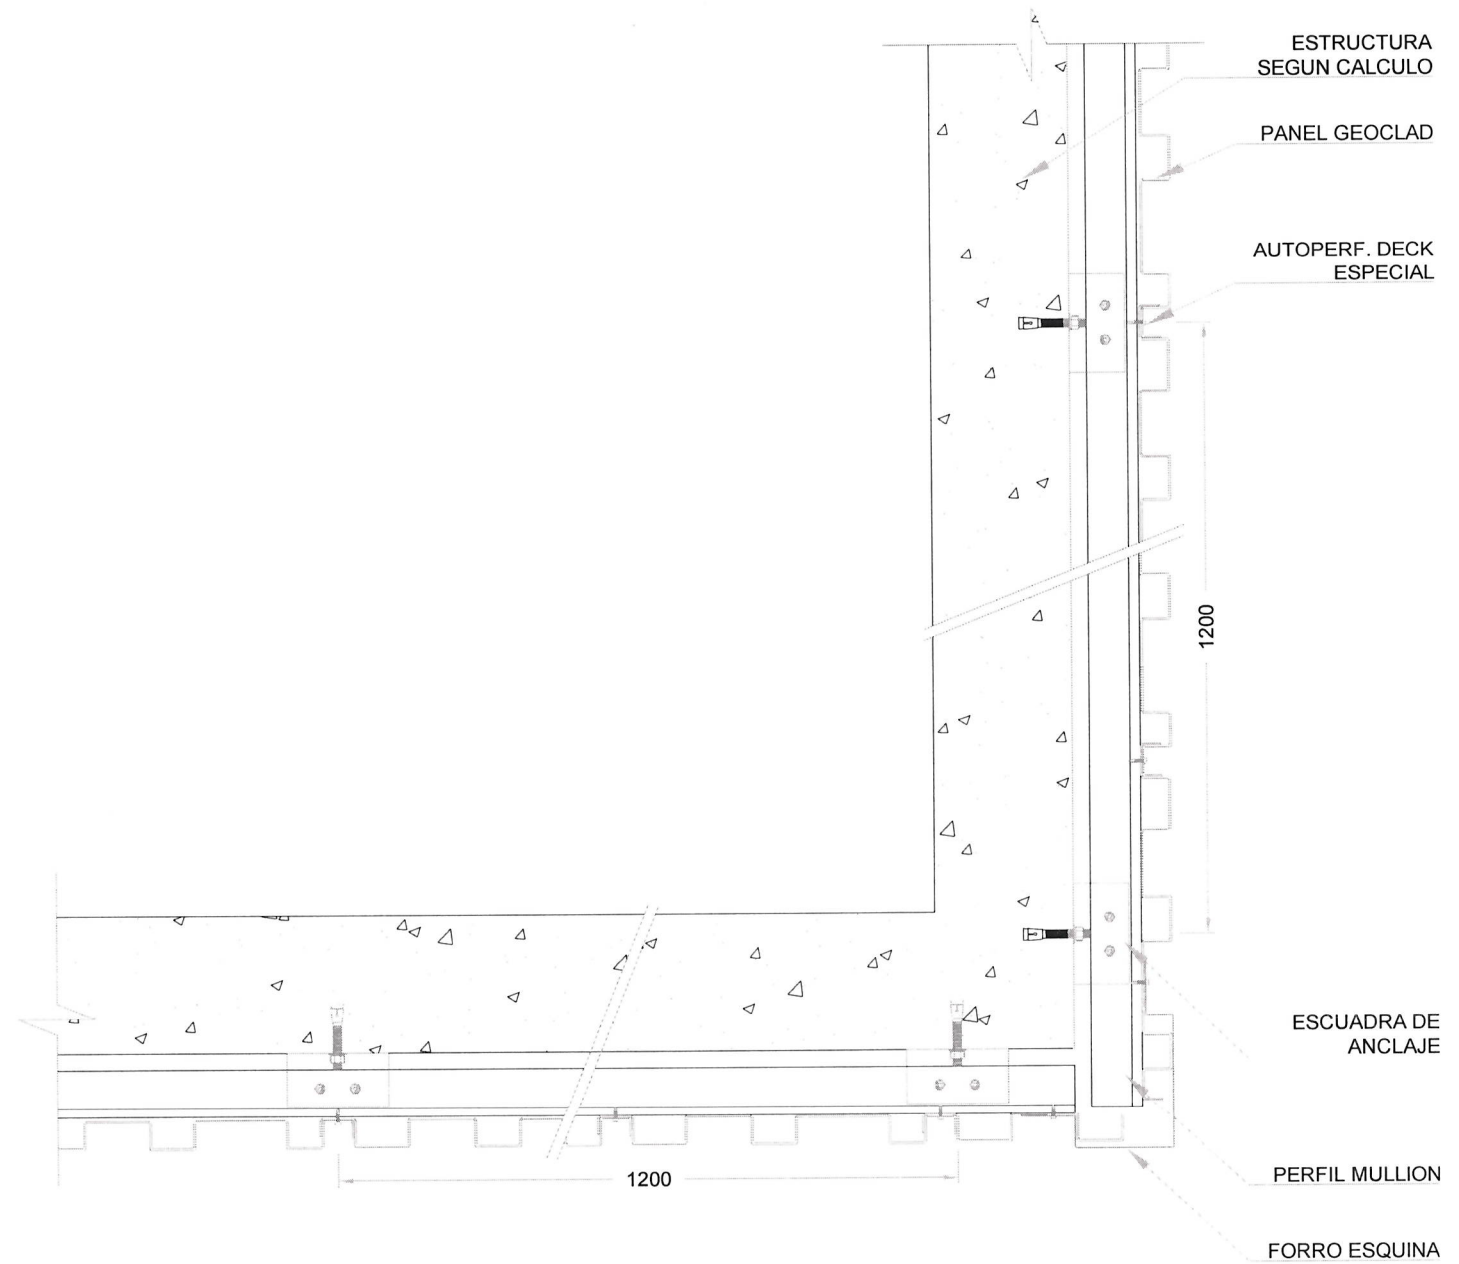 ESTRUCTURA
SEGUN CALCULO
PANEL GEOCLAD
AUTOPERF. DECK
ESPECIAL
1200
ESCUADRA DE
ANCLAJE
PERFIL MULLION
1200
FORRO ESQUINA